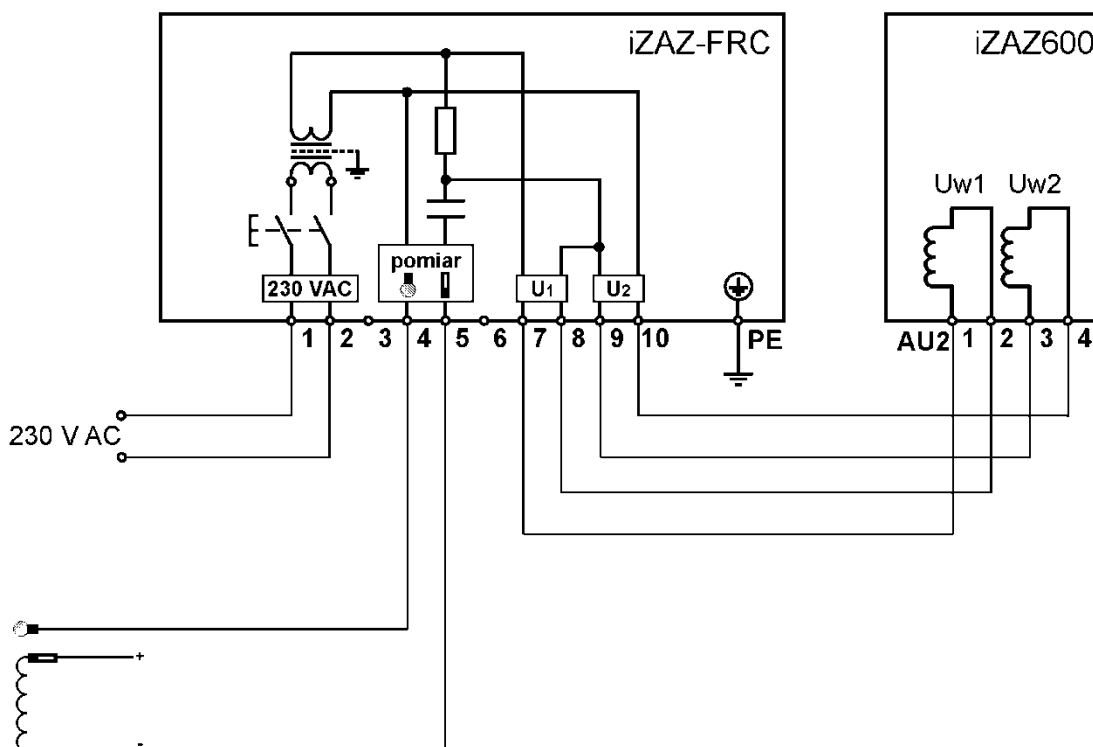 iZAZ-FRC
iZAZ600
Uw1 Uw2
pomiar
230 VAC
U1
U2
1 2 3 4 5 6 7 8 9 10 PE
AU2 1 2 3 4
230 V AC
+
-